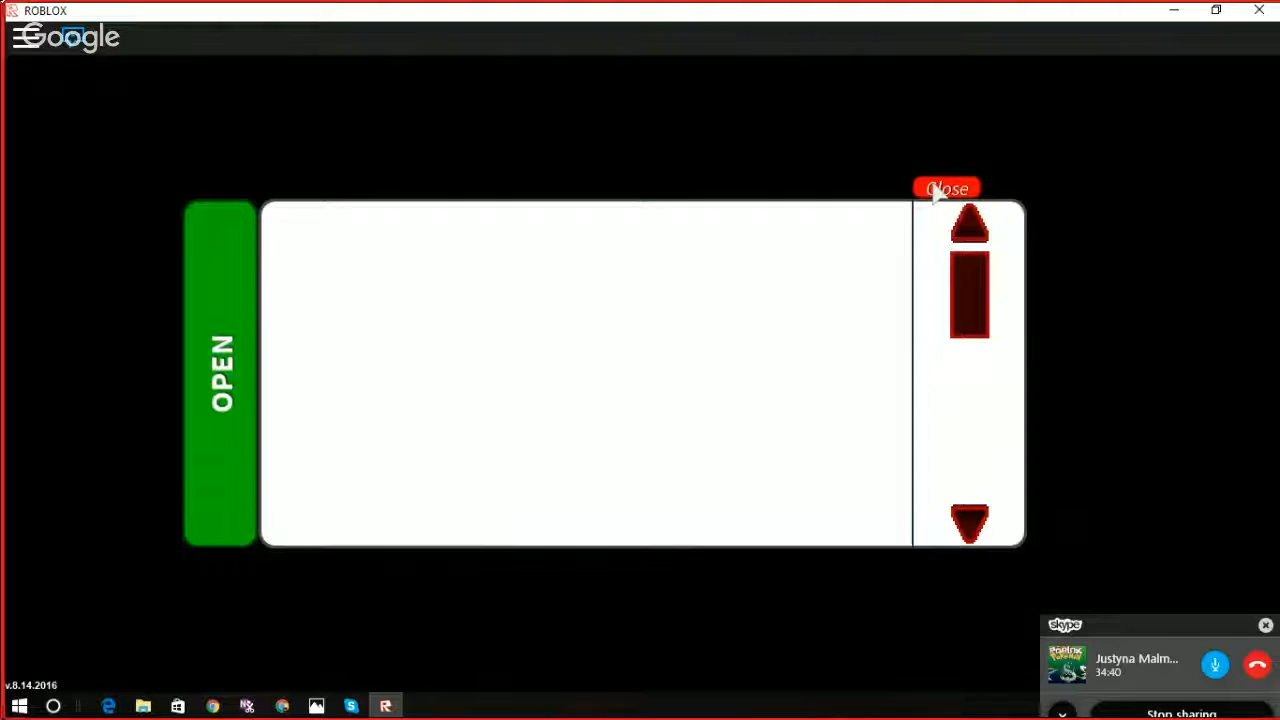 ROBLOX
Google
Close
OPEN
skype
Justyna Malm...
34:40
v.8.14.2016
Stop sharing